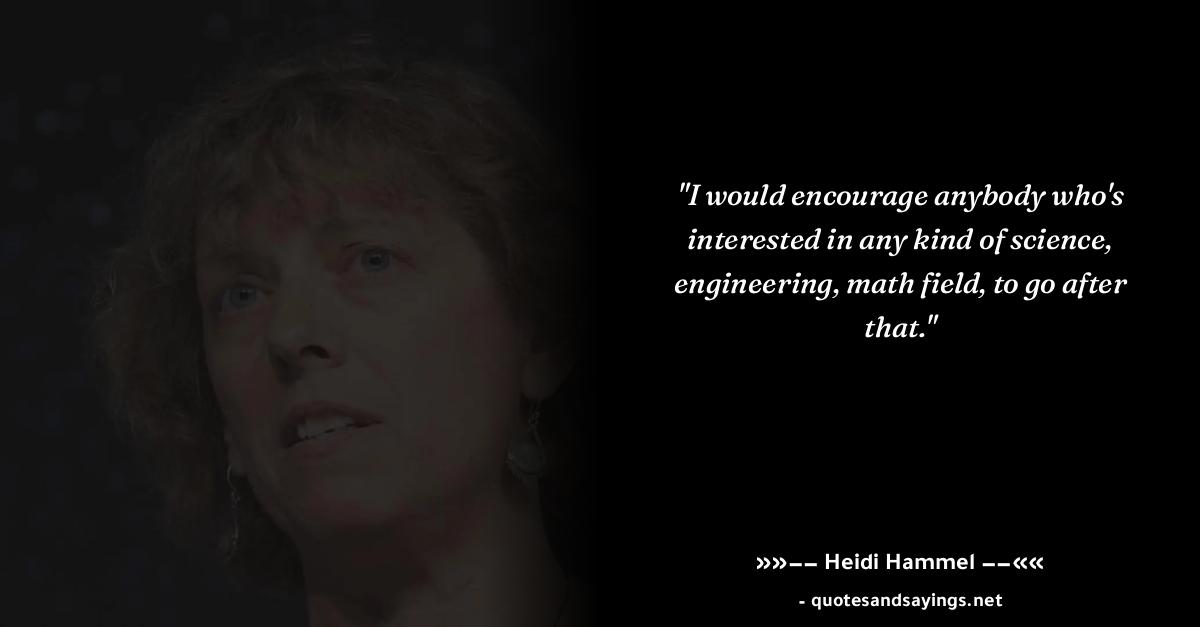 "I would encourage anybody who's
interested in any kind of science,
engineering, math field, to go after
that."
»»–– Heidi Hammel ––««
- quotesandsayings.net